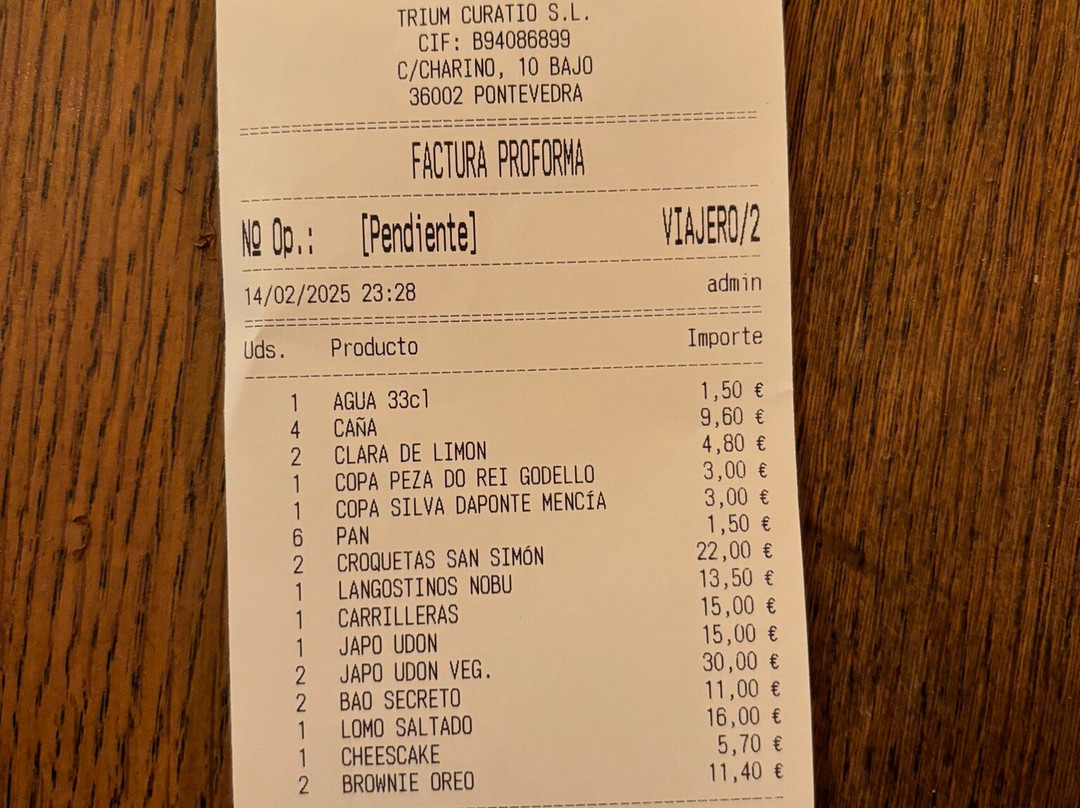 TRIUM CURATIO S.L.
CIF: B94086899
C/CHARINO, 10 BAJO
36002 PONTEVEDRA
FACTURA PROFORMA
Nº Op.: [Pendiente] VIAJERO/2
14/02/2025 23:28 admin
Uds. Producto Importe
1 AGUA 33cl 1,50 €
4 CAÑA 9,60 €
2 CLARA DE LIMON 4,80 €
1 COPA PEZA DO REI GODELLO 3,00 €
1 COPA SILVA DAPONTE MENCÍA 3,00 €
6 PAN 1,50 €
2 CROQUETAS SAN SIMÓN 22,00 €
1 LANGOSTINOS NOBU 13,50 €
1 CARRILLERAS 15,00 €
1 JAPO UDON 15,00 €
2 JAPO UDON VEG. 30,00 €
2 BAO SECRETO 11,00 €
1 LOMO SALTADO 16,00 €
1 CHEESCAKE 5,70 €
2 BROWNIE OREO 11,40 €